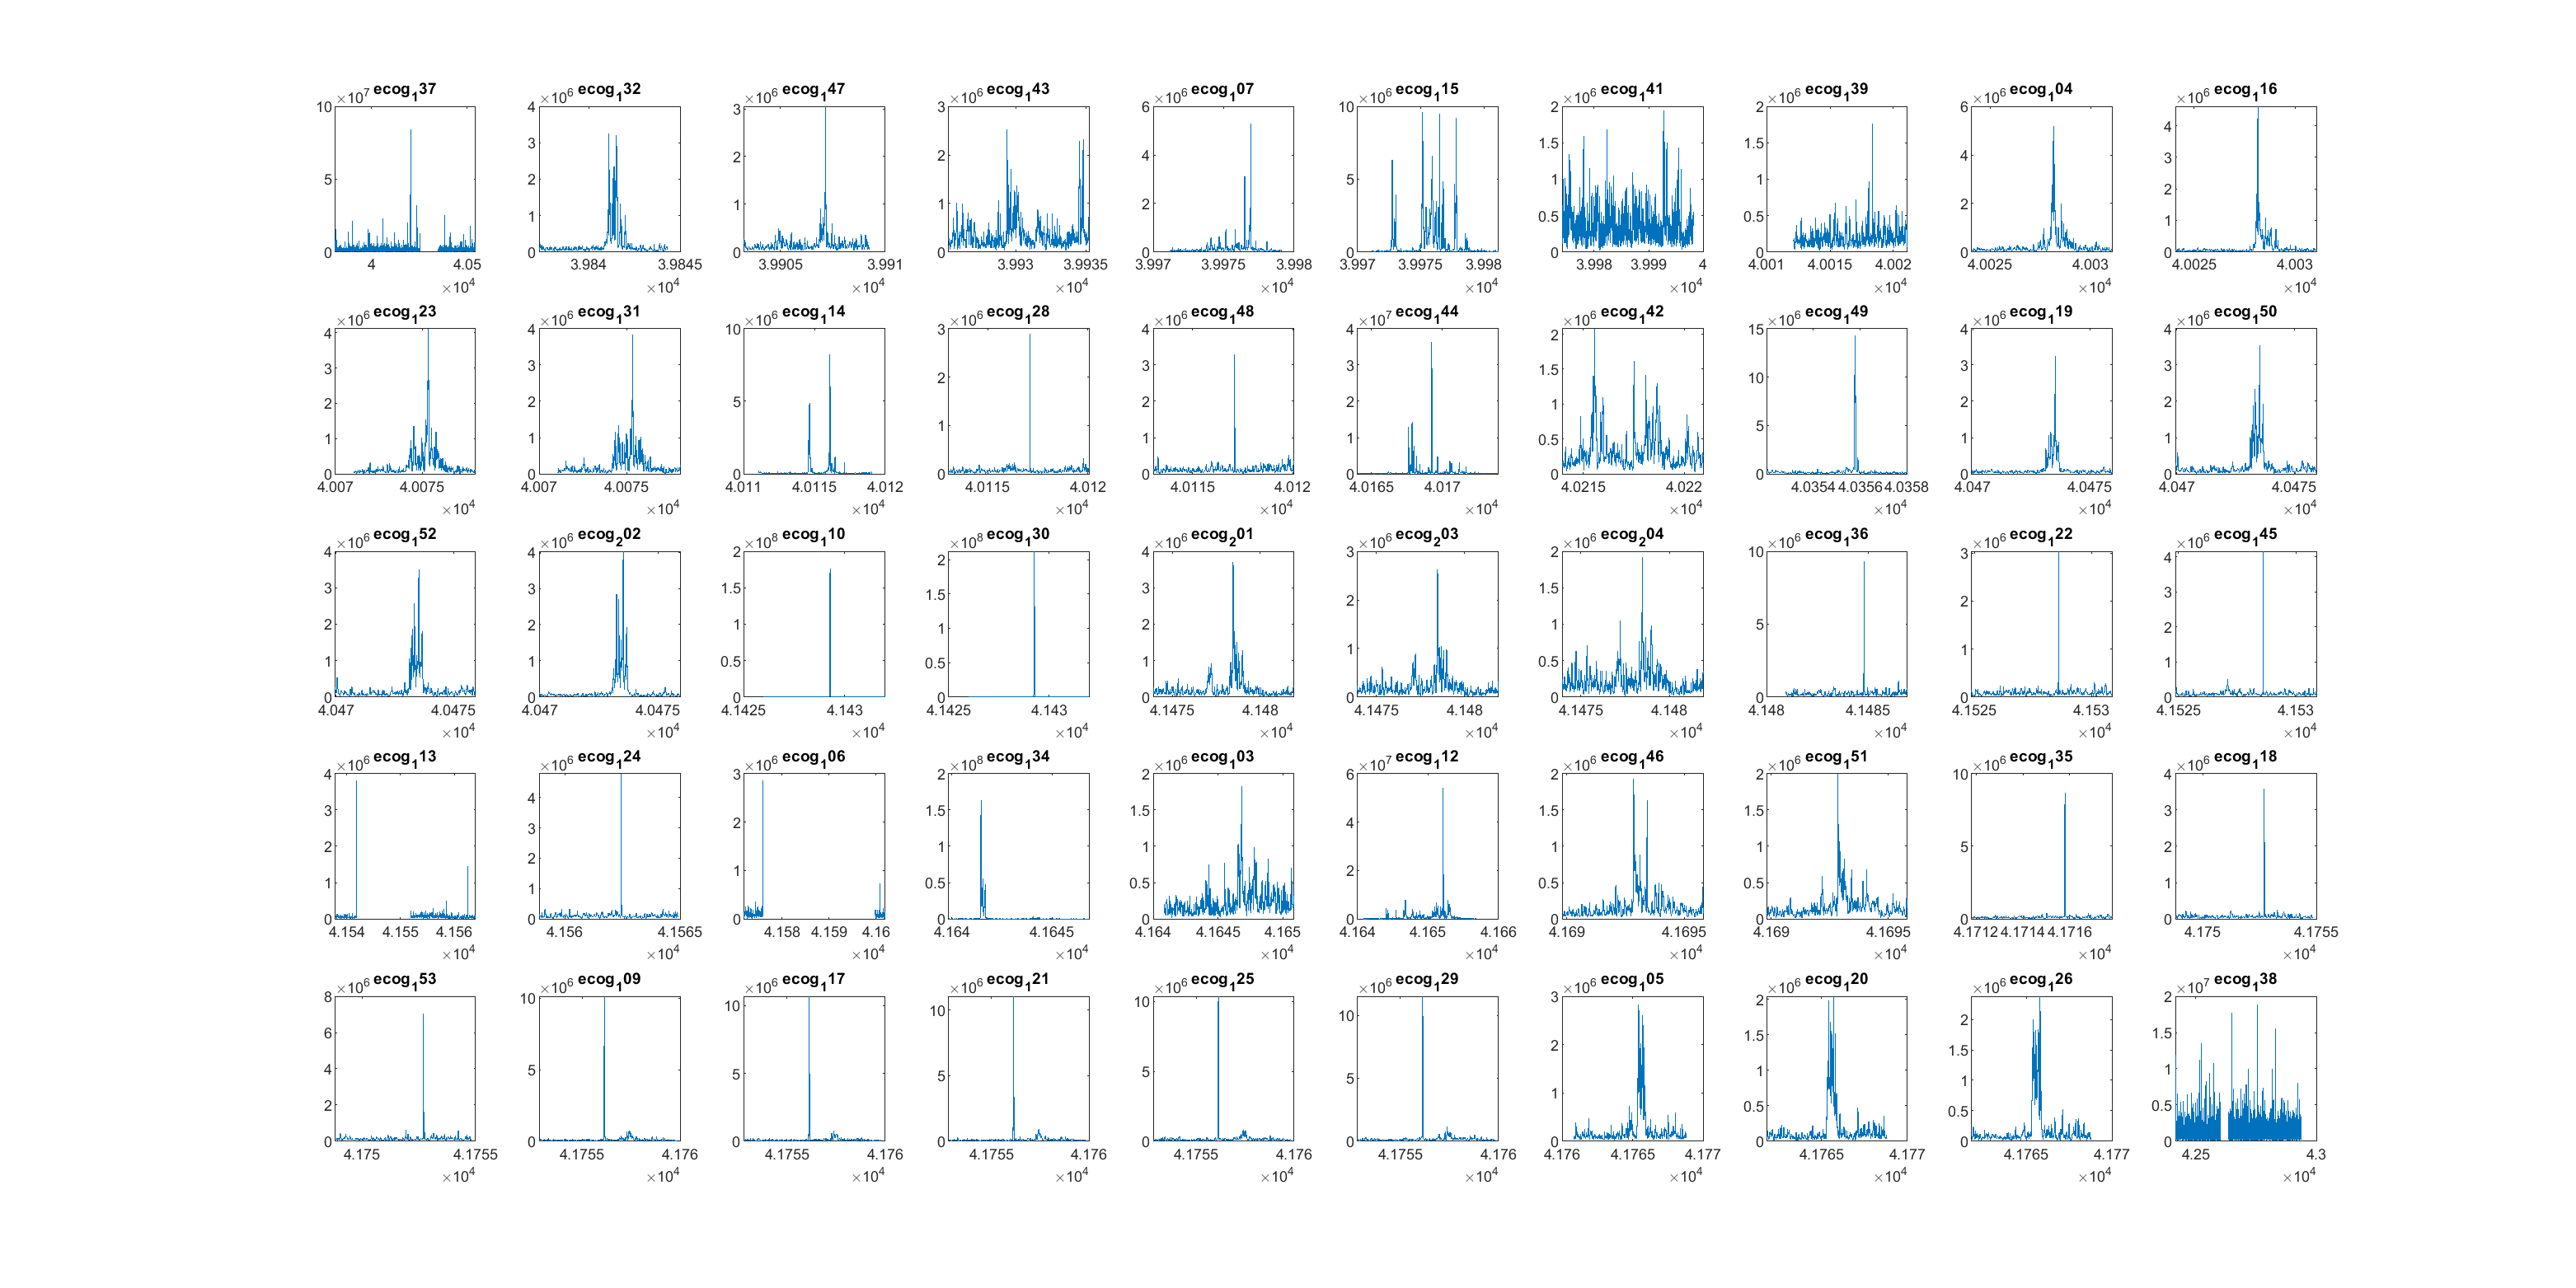 ×10⁷ ecog₁37 ×10⁶ ecog₁32 ×10⁶ ecog₁47 ×10⁶ ecog₁43 ×10⁶ ecog₁07 ×10⁶ ecog₁15 ×10⁶ ecog₁41 ×10⁶ ecog₁39 ×10⁶ ecog₁04 ×10⁶ ecog₁16
10 4 3 3 6 10 2 2 6
4
3 1.5 1.5
2 2 4 4 3
5 2 5 1 1 2
1 1 2 2
1 0.5 0.5 1
0 0 0 0 0 0 0 0 0 0
4 4.05 3.984 3.9845 3.9905 3.991 3.993 3.9935 3.997 3.9975 3.998 3.997 3.9975 3.998 3.998 3.999 4 4.001 4.0015 4.002 4.0025 4.003 4.0025 4.003
×10⁴ ×10⁴ ×10⁴ ×10⁴ ×10⁴ ×10⁴ ×10⁴ ×10⁴ ×10⁴ ×10⁴
×10⁶ ecog₁23 ×10⁶ ecog₁31 ×10⁶ ecog₁14 ×10⁶ ecog₁28 ×10⁶ ecog₁48 ×10⁷ ecog₁44 ×10⁶ ecog₁42 ×10⁶ ecog₁49 ×10⁶ ecog₁19 ×10⁶ ecog₁50
4 4 10 3 4 4 2 15 4 4
3 3 3 3 1.5 3 3
2 10
2 2 5 2 2 1 2 2
1 5
1 1 1 1 0.5 1 1
0 0 0 0 0 0 0 0 0 0
4.007 4.0075 4.007 4.0075 4.011 4.0115 4.012 4.0115 4.012 4.0115 4.012 4.0165 4.017 4.0215 4.022 4.0354 4.0356 4.0358 4.047 4.0475 4.047 4.0475
×10⁴ ×10⁴ ×10⁴ ×10⁴ ×10⁴ ×10⁴ ×10⁴ ×10⁴ ×10⁴ ×10⁴
×10⁶ ecog₁52 ×10⁶ ecog₂02 ×10⁸ ecog₁10 ×10⁸ ecog₁30 ×10⁶ ecog₂01 ×10⁶ ecog₂03 ×10⁶ ecog₂04 ×10⁶ ecog₁36 ×10⁶ ecog₁22 ×10⁶ ecog₁45
4 4 2 2 4 3 2 10 3 4
3 3 1.5 3 1.5 3
1.5 2 2
2 2 1 1 2 1 5 2
1 1
1 1 0.5 0.5 1 0.5 1
0 0 0 0 0 0 0 0 0 0
4.047 4.0475 4.047 4.0475 4.1425 4.143 4.1425 4.143 4.1475 4.148 4.1475 4.148 4.1475 4.148 4.148 4.1485 4.1525 4.153 4.1525 4.153
×10⁴ ×10⁴ ×10⁴ ×10⁴ ×10⁴ ×10⁴ ×10⁴ ×10⁴ ×10⁴ ×10⁴
×10⁶ ecog₁13 ×10⁶ ecog₁24 ×10⁶ ecog₁06 ×10⁸ ecog₁34 ×10⁶ ecog₁03 ×10⁷ ecog₁12 ×10⁶ ecog₁46 ×10⁶ ecog₁51 ×10⁶ ecog₁35 ×10⁶ ecog₁18
4 3 2 2 6 2 2 10 4
4
3 1.5 1.5 1.5 1.5 3
3 2 4
2 1 1 1 1 5 2
2 1 2
1 1 0.5 0.5 0.5 0.5 1
0 0 0 0 0 0 0 0 0 0
4.154 4.155 4.156 4.156 4.1565 4.158 4.159 4.16 4.164 4.1645 4.164 4.1645 4.165 4.164 4.165 4.166 4.169 4.1695 4.169 4.1695 4.1712 4.1714 4.1716 4.175 4.1755
×10⁴ ×10⁴ ×10⁴ ×10⁴ ×10⁴ ×10⁴ ×10⁴ ×10⁴ ×10⁴ ×10⁴
×10⁶ ecog₁53 ×10⁶ ecog₁09 ×10⁶ ecog₁17 ×10⁶ ecog₁21 ×10⁶ ecog₁25 ×10⁶ ecog₁29 ×10⁶ ecog₁05 ×10⁶ ecog₁20 ×10⁶ ecog₁26 ×10⁷ ecog₁38
8 10 10 10 10 10 3 2 2 2
6 1.5 1.5 1.5
2
4 5 5 5 5 5 1 1 1
1
2 0.5 0.5 0.5
0 0 0 0 0 0 0 0 0 0
4.175 4.1755 4.1755 4.176 4.1755 4.176 4.1755 4.176 4.1755 4.176 4.1755 4.176 4.176 4.1765 4.177 4.1765 4.177 4.1765 4.177 4.25 4.3
×10⁴ ×10⁴ ×10⁴ ×10⁴ ×10⁴ ×10⁴ ×10⁴ ×10⁴ ×10⁴ ×10⁴